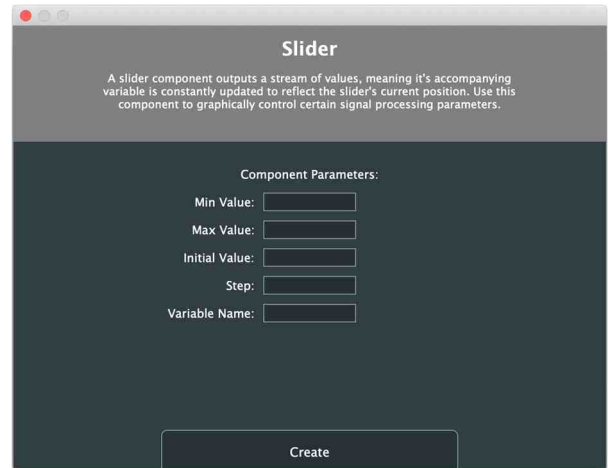 Slider
A slider component outputs a stream of values, meaning it's accompanying
variable is constantly updated to reflect the slider's current position. Use this
component to graphically control certain signal processing parameters.
Component Parameters:
Min Value:
Max Value:
Initial Value:
Step:
Variable Name:
Create